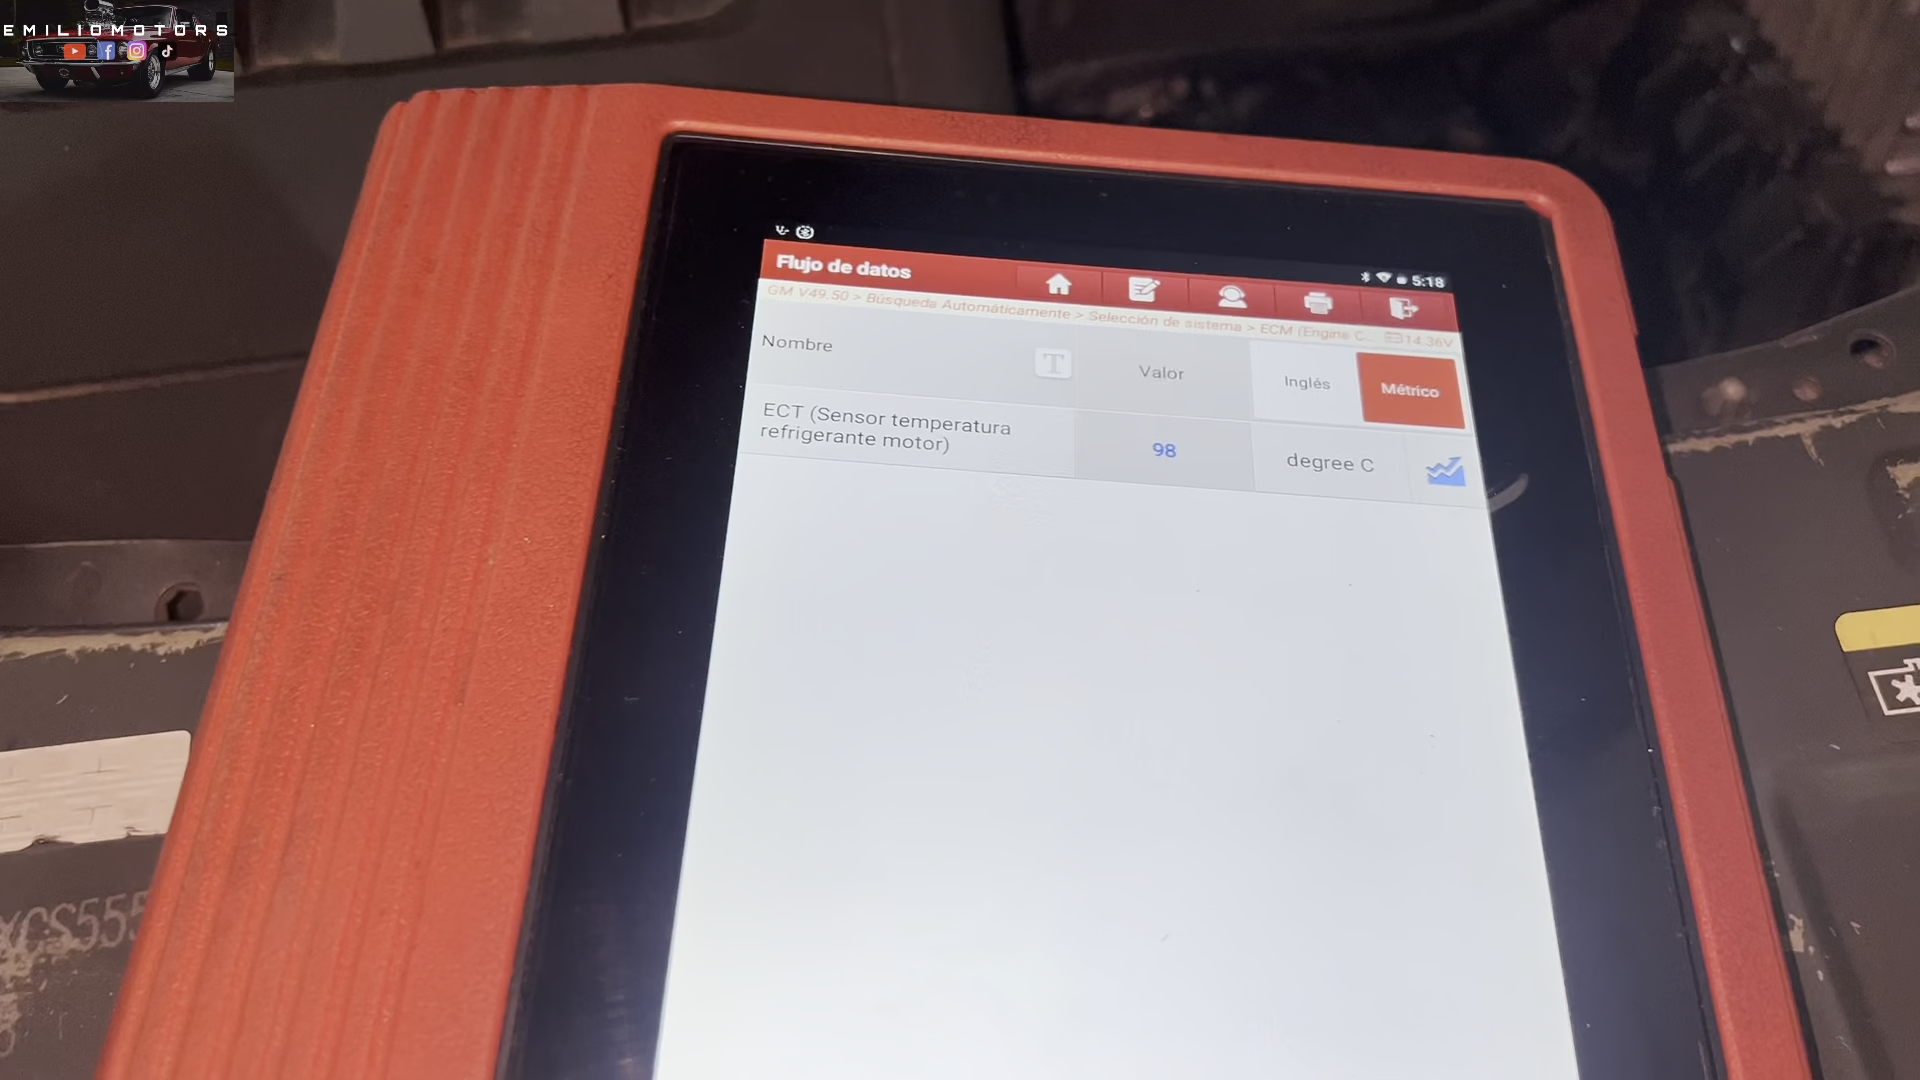 EMILIOMOTORS
5:18
Flujo de datos
GM V49.50 > Búsqueda Automáticamente > Selección de sistema > ECM (Engine C... 14.36V
Nombre
T
Valor
Inglés
Métrico
ECT (Sensor temperatura
refrigerante motor)
98
degree C
XCS555